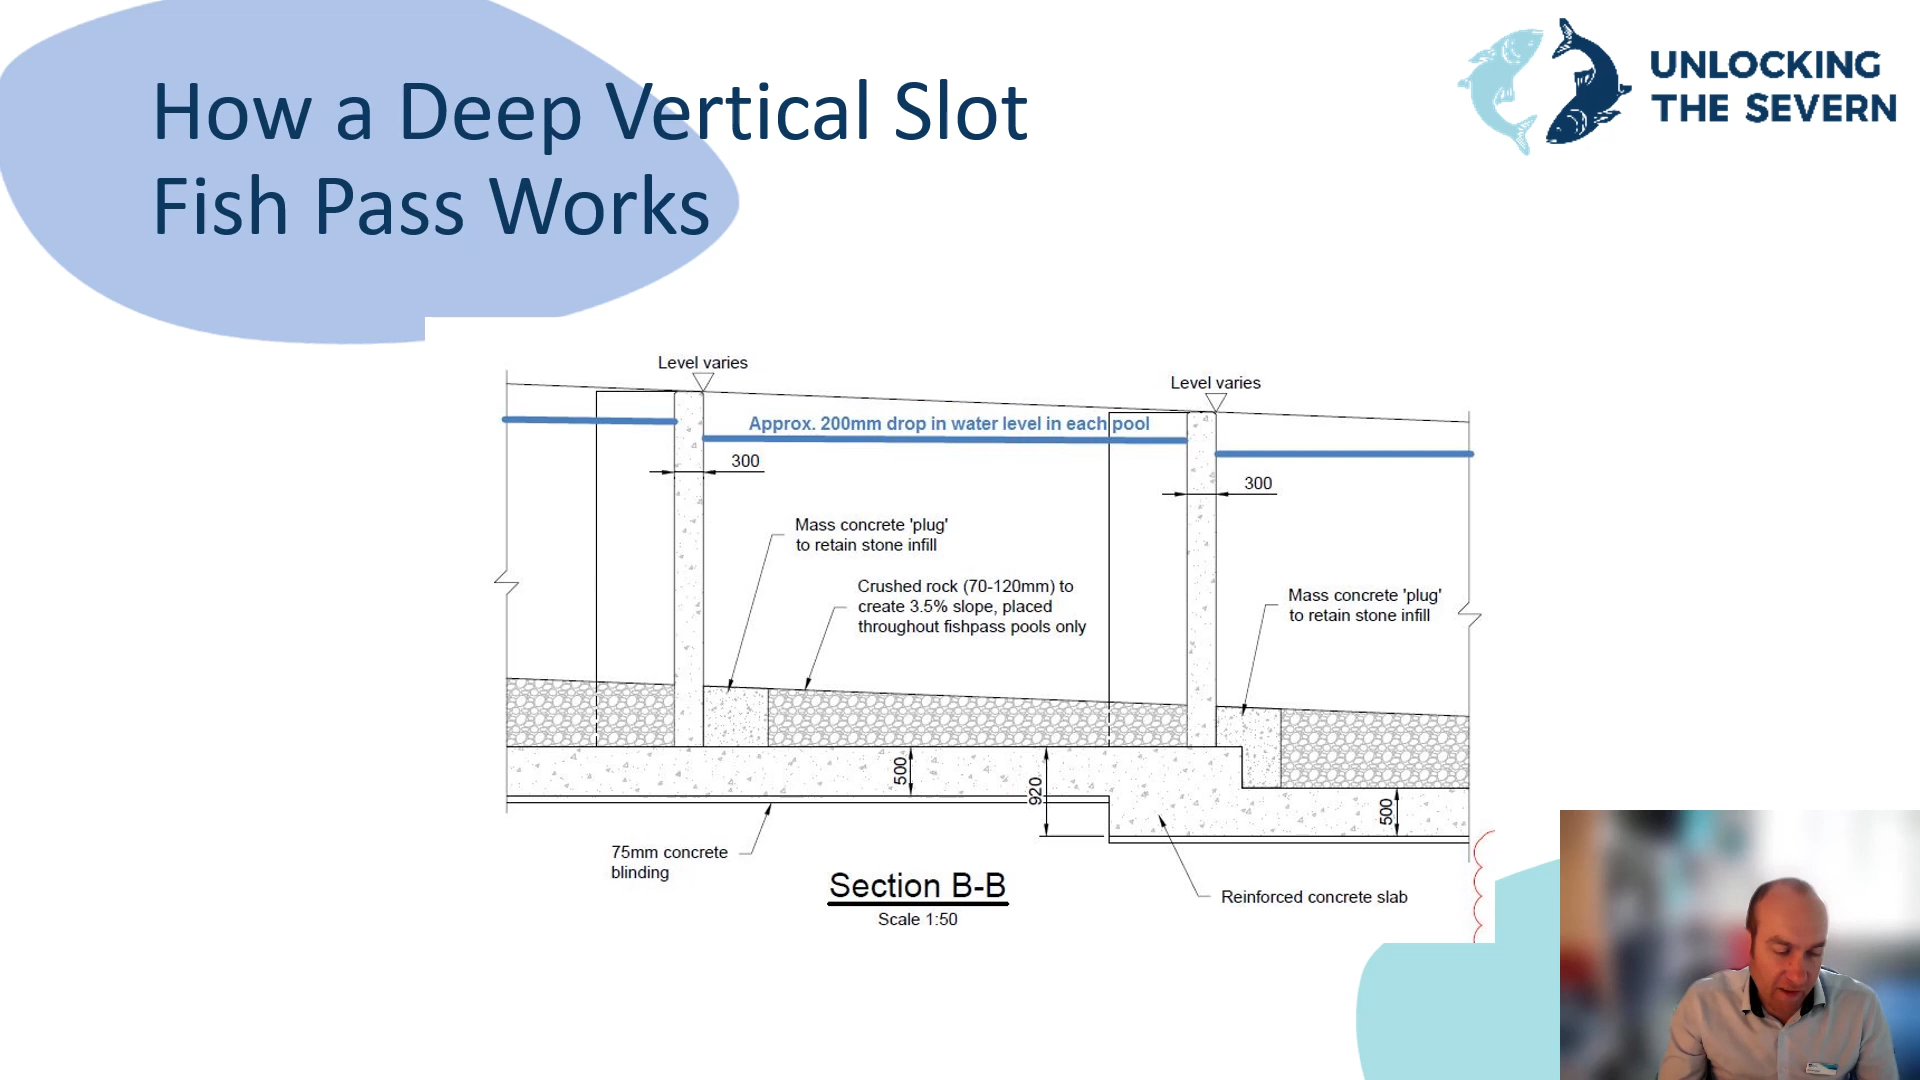 How a Deep Vertical Slot
Fish Pass Works
UNLOCKING
THE SEVERN
Level varies
Level varies
Approx. 200mm drop in water level in each pool
300
300
Mass concrete 'plug'
to retain stone infill
Crushed rock (70-120mm) to
create 3.5% slope, placed
throughout fishpass pools only
Mass concrete 'plug'
to retain stone infill
500
920
500
75mm concrete
blinding
Reinforced concrete slab
Section B-B
Scale 1:50